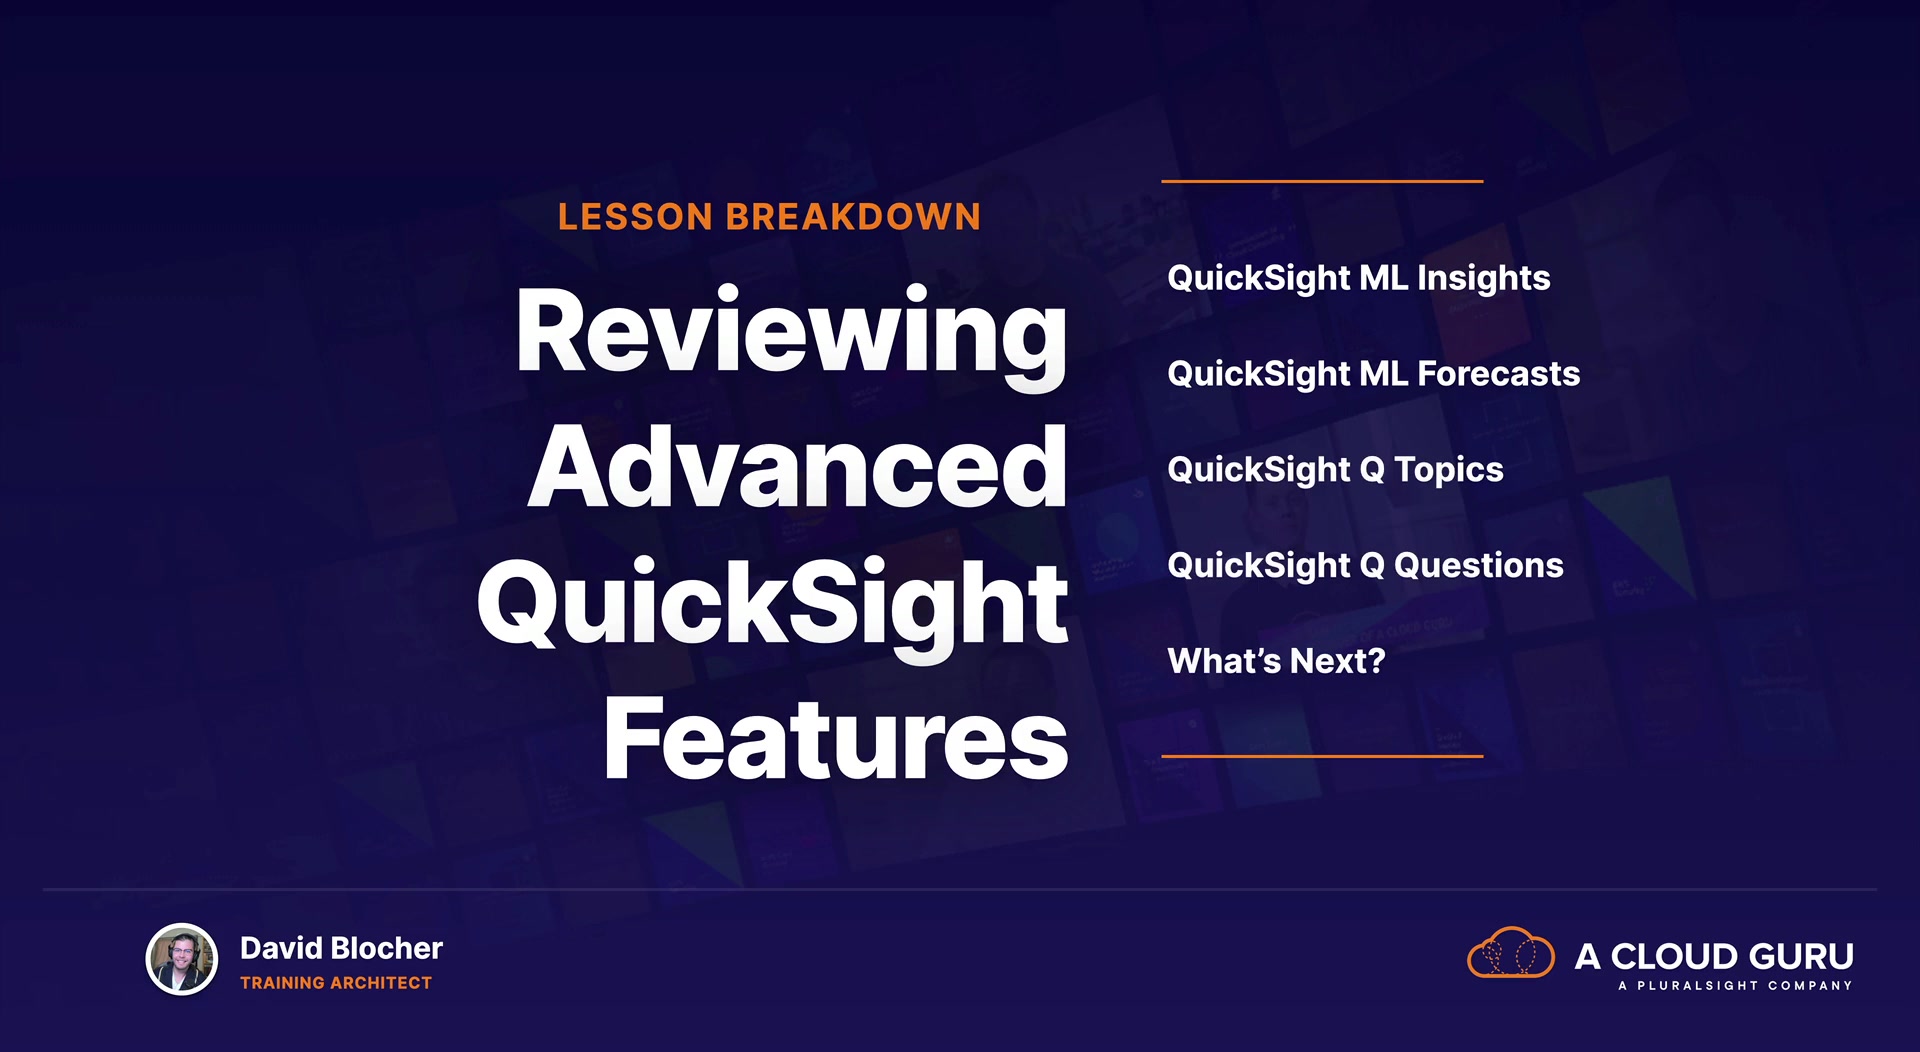 LESSON BREAKDOWN
Reviewing
Advanced
QuickSight
Features
QuickSight ML Insights
QuickSight ML Forecasts
QuickSight Q Topics
QuickSight Q Questions
What's Next?
David Blocher
TRAINING ARCHITECT
A CLOUD GURU
A PLURALSIGHT COMPANY